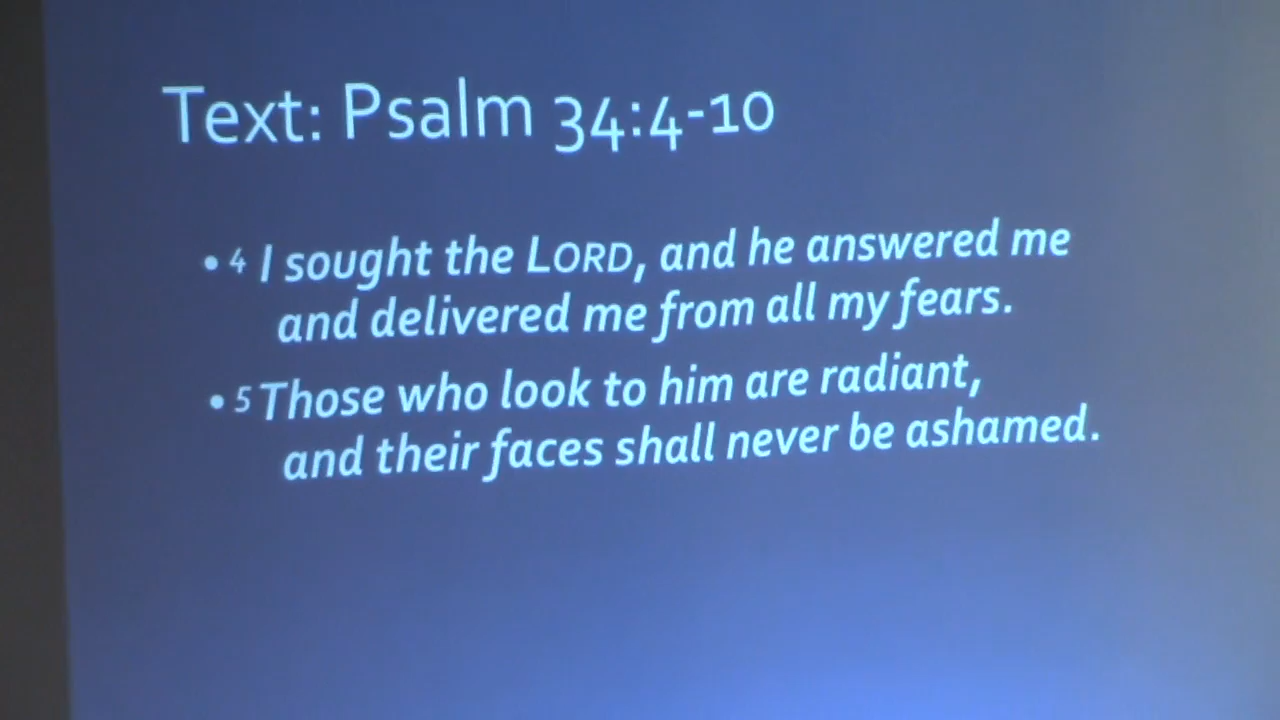 Text: Psalm 34:4-10
• 4 I sought the LORD, and he answered me
and delivered me from all my fears.
• 5 Those who look to him are radiant,
and their faces shall never be ashamed.